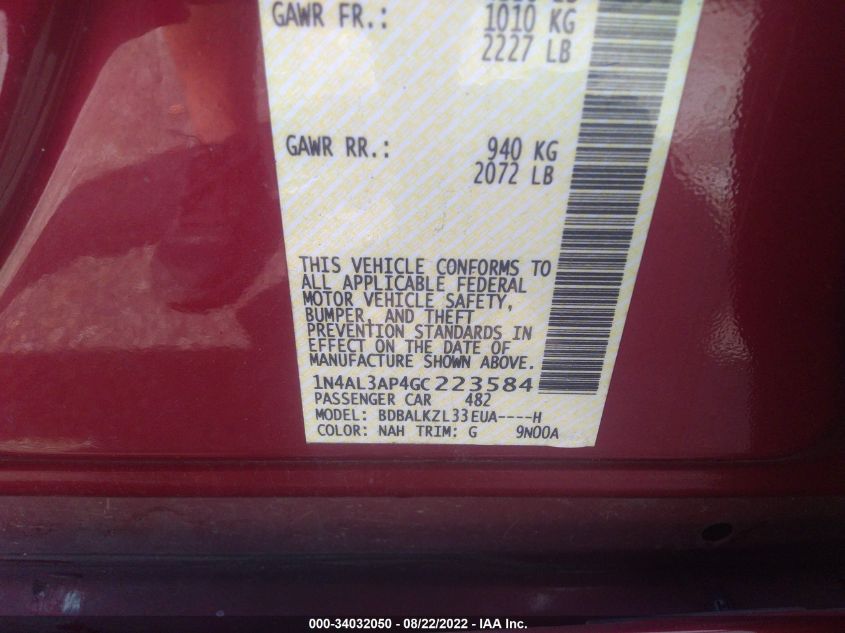 GAWR FR.: 1010 KG
2227 LB
GAWR RR.: 940 KG
2072 LB
THIS VEHICLE CONFORMS TO
ALL APPLICABLE FEDERAL
MOTOR VEHICLE SAFETY,
BUMPER, AND THEFT
PREVENTION STANDARDS IN
EFFECT ON THE DATE OF
MANUFACTURE SHOWN ABOVE.
1N4AL3AP4GC223584
PASSENGER CAR 482
MODEL: BDBALKZL33EUA----H
COLOR: NAH TRIM: G 9N00A
000-34032050 - 08/22/2022 - IAA Inc.